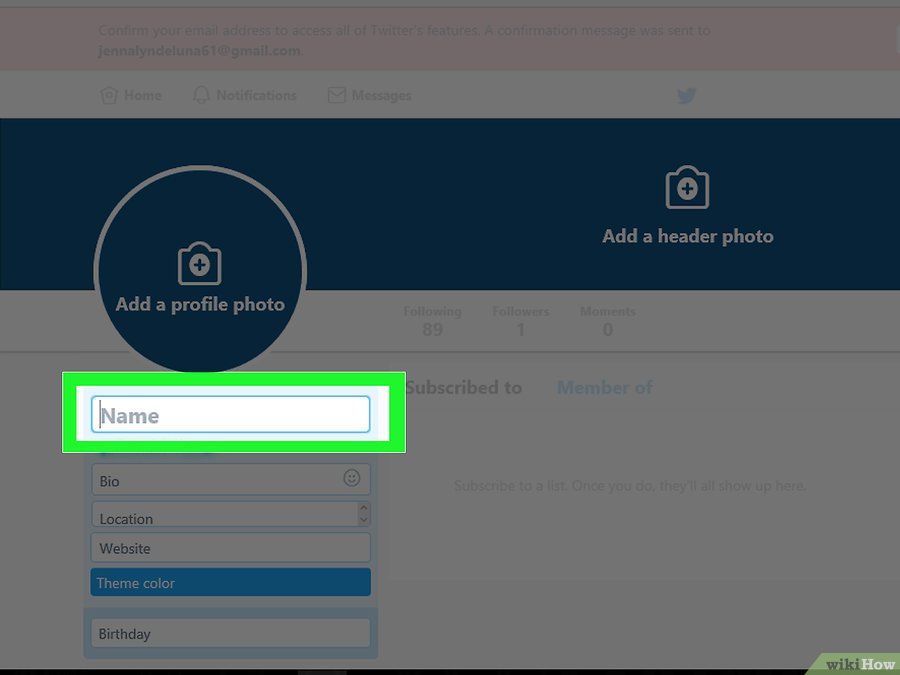 Confirm your email address to access all of Twitter's features. A confirmation message was sent to
jennalyndeluna61@gmail.com.
Home Notifications Messages
Add a header photo
Add a profile photo
Following Followers Moments
89 1 0
Subscribed to Member of
Name
Bio
Subscribe to a list. Once you do, they'll all show up here.
Location
Website
Theme color
Birthday
wikiHow